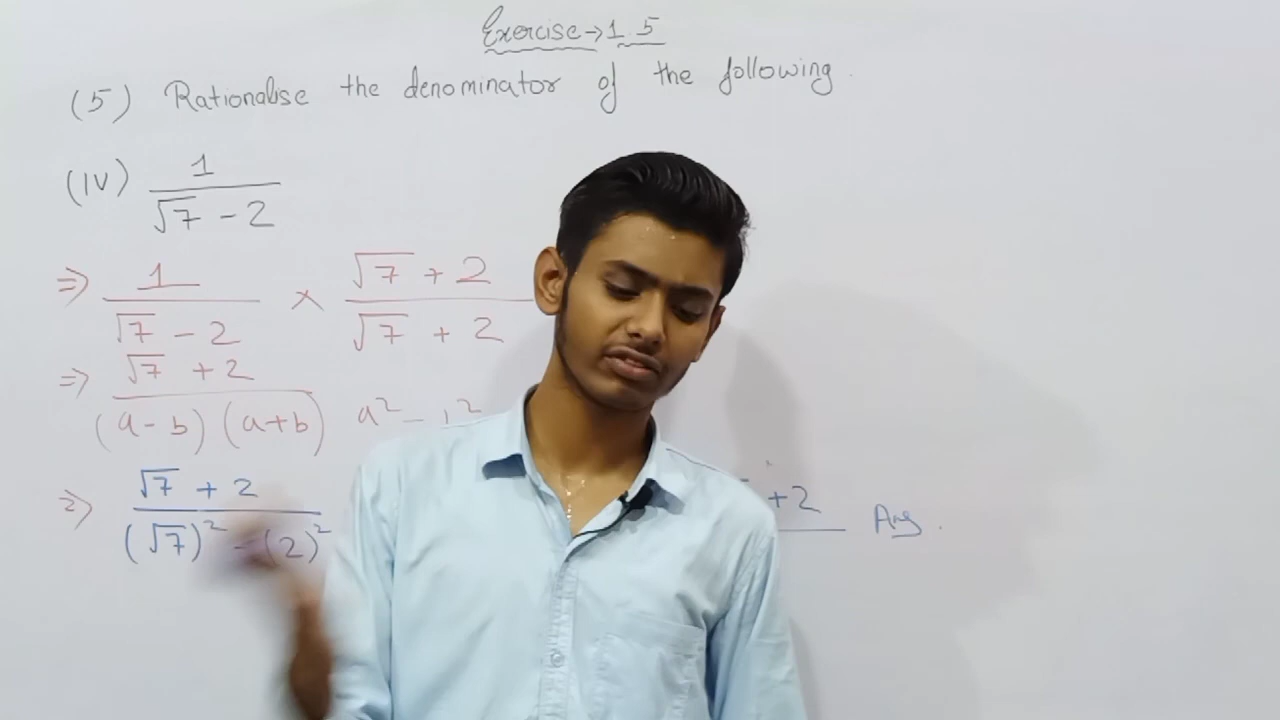 Exercise → 1.5
(5) Rationalise the denominator of the following.
(IV) 1
√7 - 2
⇒ 1 × √7 + 2
√7 - 2 √7 + 2
⇒ √7 + 2
(a - b) (a+b) a² -
⇒ √7 + 2
(√7)² - (2)²
+2 Ans.